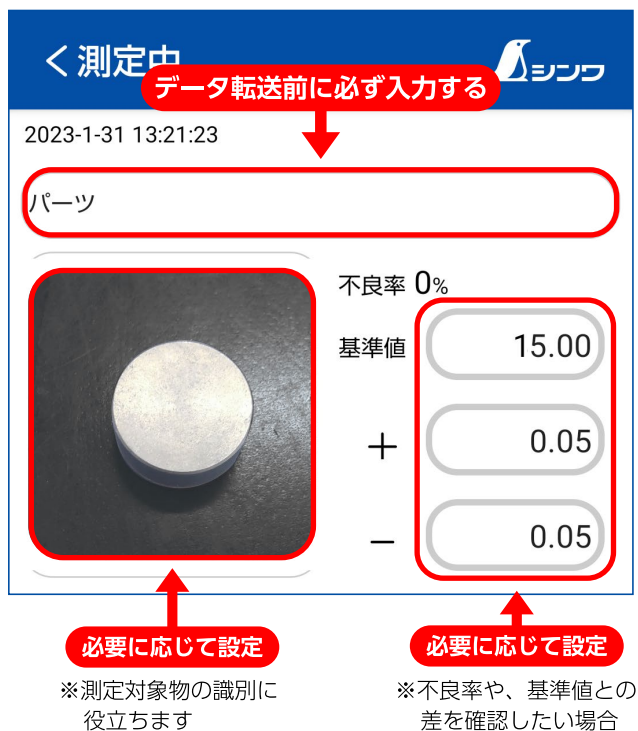 測定中
シンワ
データ転送前に必ず入力する
2023-1-31 13:21:23
パーツ
不良率 0%
基準値 15.00
+ 0.05
- 0.05
必要に応じて設定
※測定対象物の識別に
役立ちます
必要に応じて設定
※不良率や、基準値との
差を確認したい場合